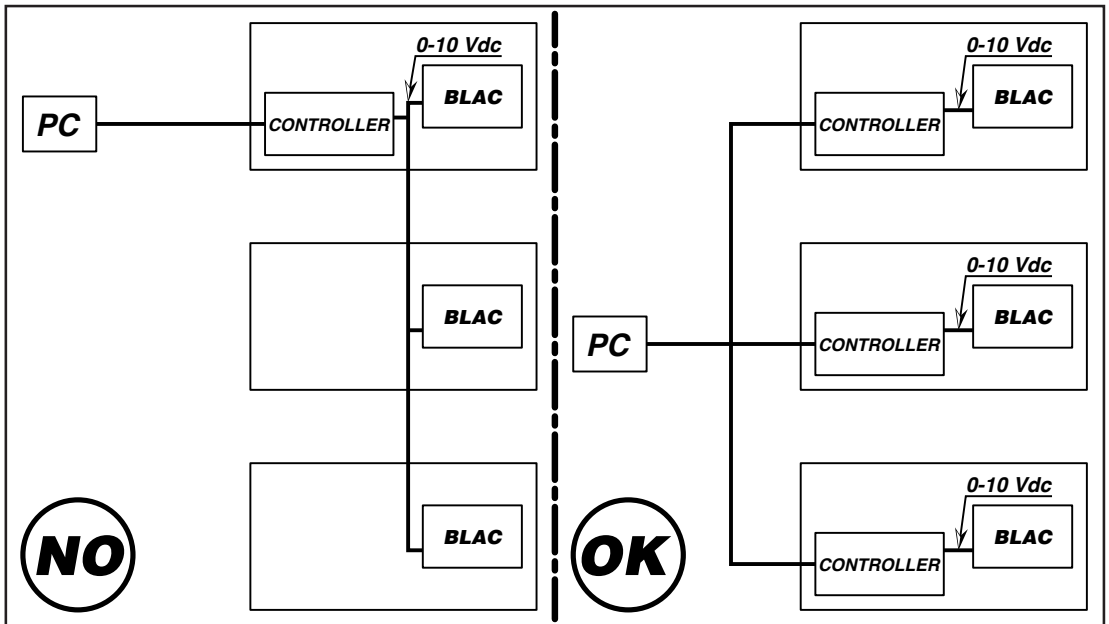 0-10 Vdc
BLAC
PC
CONTROLLER
BLAC
BLAC
NO
0-10 Vdc
BLAC
CONTROLLER
0-10 Vdc
BLAC
PC
CONTROLLER
0-10 Vdc
BLAC
CONTROLLER
OK